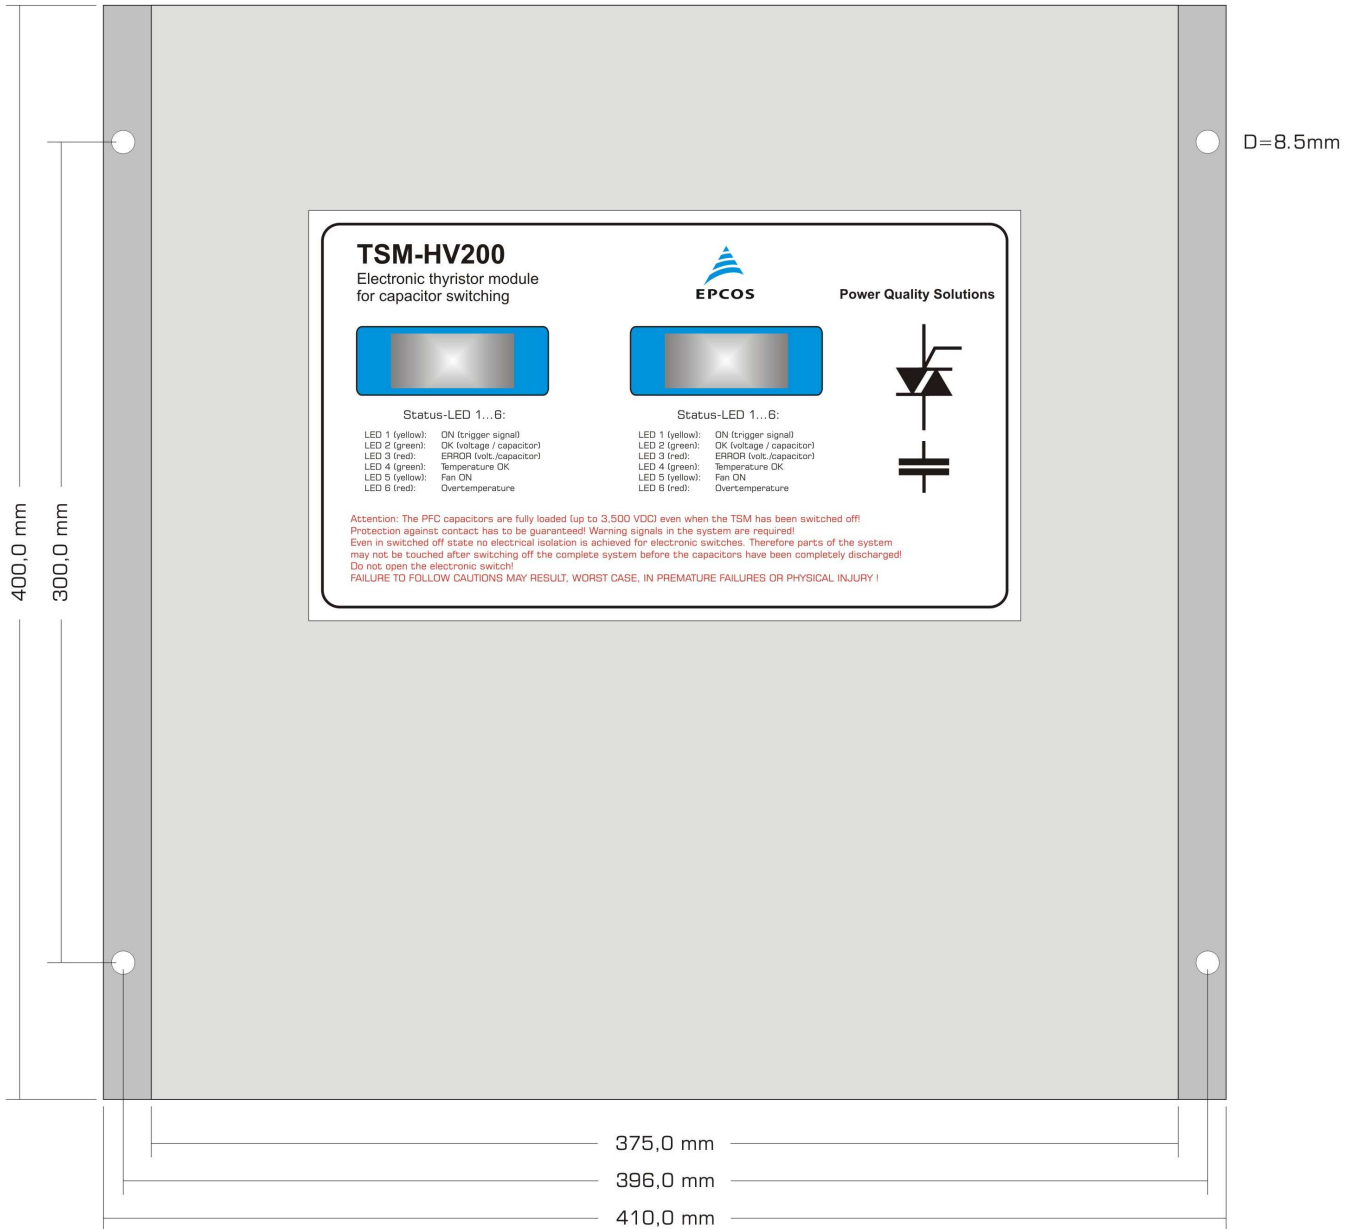 D=8.5mm
TSM-HV200
Electronic thyristor module
for capacitor switching
EPCOS
Power Quality Solutions
Status-LED 1...6:
LED 1 (yellow): ON (trigger signal)
LED 2 (green): OK (voltage / capacitor)
LED 3 (red): ERROR (volt./capacitor)
LED 4 (green): Temperature OK
LED 5 (yellow): Fan ON
LED 6 (red): Overtemperature
Status-LED 1...6:
LED 1 (yellow): ON (trigger signal)
LED 2 (green): OK (voltage / capacitor)
LED 3 (red): ERROR (volt./capacitor)
LED 4 (green): Temperature OK
LED 5 (yellow): Fan ON
LED 6 (red): Overtemperature
Attention: The PFC capacitors are fully loaded (up to 3,500 VDC) even when the TSM has been switched off!
Protection against contact has to be guaranteed! Warning signals in the system are required!
Even in switched off state no electrical isolation is achieved for electronic switches. Therefore parts of the system
may not be touched after switching off the complete system before the capacitors have been completely discharged!
Do not open the electronic switch!
FAILURE TO FOLLOW CAUTIONS MAY RESULT, WORST CASE, IN PREMATURE FAILURES OR PHYSICAL INJURY !
400,0 mm
300,0 mm
375,0 mm
396,0 mm
410,0 mm